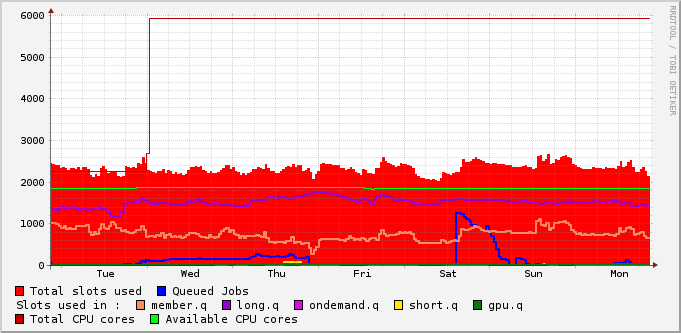 RRDTOOL / TOBI OETIKER
6000
5000
4000
3000
2000
1000
0
Tue Wed Thu Fri Sat Sun Mon
Total slots used Queued Jobs
Slots used in : member.q long.q ondemand.q short.q gpu.q
Total CPU cores Available CPU cores